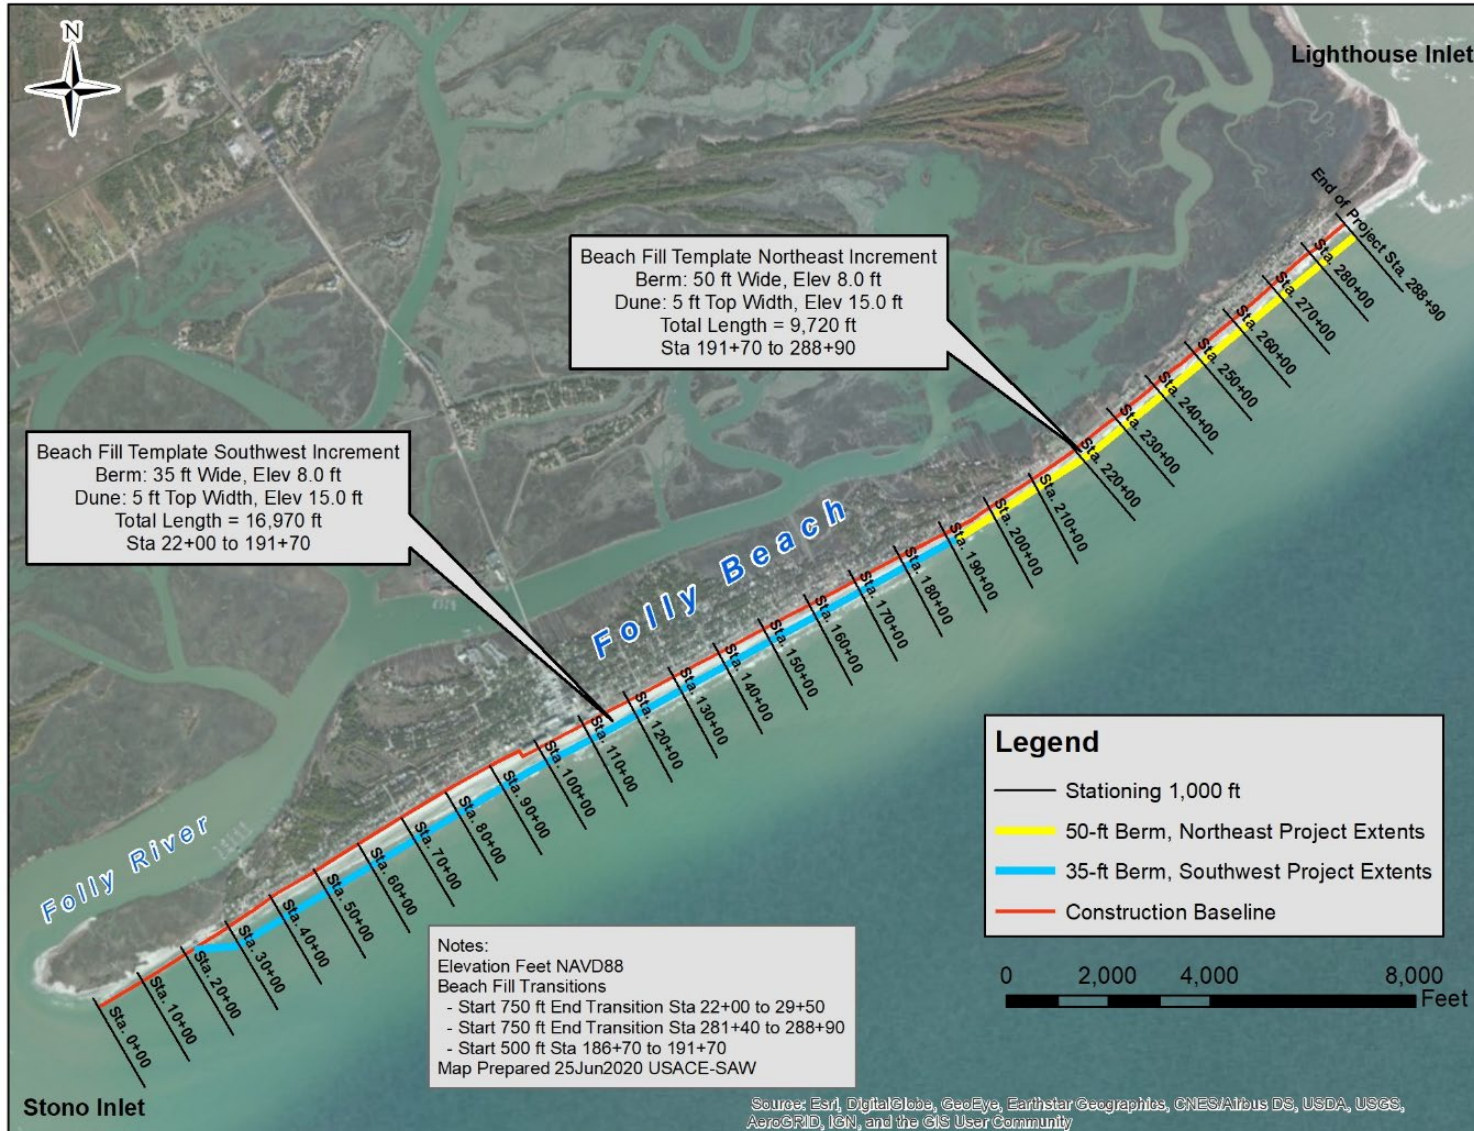 N
Lighthouse Inlet
End of Project Sta. 288+90
Sta. 280+00
Sta. 270+00
Sta. 260+00
Sta. 250+00
Sta. 240+00
Sta. 230+00
Sta. 220+00
Sta. 210+00
Sta. 200+00
Sta. 190+00
Sta. 180+00
Sta. 170+00
Sta. 160+00
Sta. 150+00
Sta. 140+00
Sta. 130+00
Sta. 120+00
Sta. 110+00
Sta. 100+00
Sta. 90+00
Sta. 80+00
Sta. 70+00
Sta. 60+00
Sta. 50+00
Sta. 40+00
Sta. 30+00
Sta. 20+00
Sta. 10+00
Sta. 0+00
Beach Fill Template Northeast Increment
Berm: 50 ft Wide, Elev 8.0 ft
Dune: 5 ft Top Width, Elev 15.0 ft
Total Length = 9,720 ft
Sta 191+70 to 288+90
Beach Fill Template Southwest Increment
Berm: 35 ft Wide, Elev 8.0 ft
Dune: 5 ft Top Width, Elev 15.0 ft
Total Length = 16,970 ft
Sta 22+00 to 191+70
Folly Beach
Folly River
Legend
Stationing 1,000 ft
50-ft Berm, Northeast Project Extents
35-ft Berm, Southwest Project Extents
Construction Baseline
0 2,000 4,000 8,000
Feet
Notes:
Elevation Feet NAVD88
Beach Fill Transitions
- Start 750 ft End Transition Sta 22+00 to 29+50
- Start 750 ft End Transition Sta 281+40 to 288+90
- Start 500 ft Sta 186+70 to 191+70
Map Prepared 25Jun2020 USACE-SAW
Stono Inlet
Source: Esri, DigitalGlobe, GeoEye, Earthstar Geographics, CNES/Airbus DS, USDA, USGS,
AeroGRID, IGN, and the GIS User Community